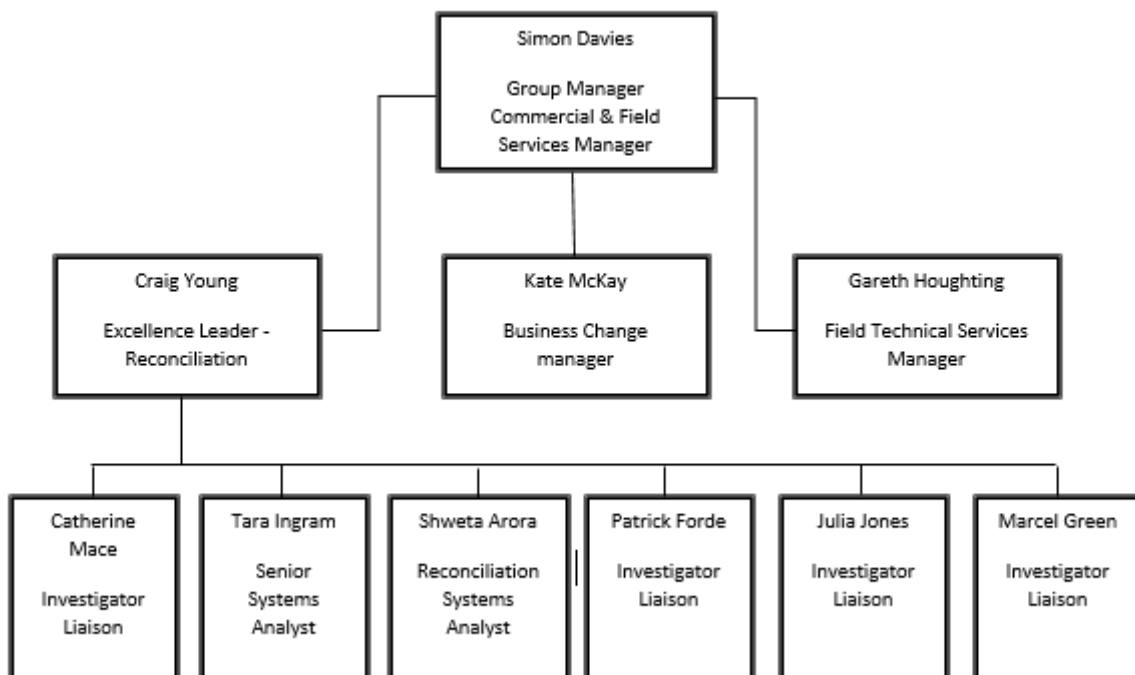 Simon Davies
Group Manager
Commercial & Field
Services Manager
Craig Young
Excellence Leader -
Reconciliation
Kate McKay
Business Change
manager
Gareth Houghting
Field Technical Services
Manager
Catherine
Mace
Investigator
Liaison
Tara Ingram
Senior
Systems
Analyst
Shweta Arora
Reconciliation
Systems
Analyst
Patrick Forde
Investigator
Liaison
Julia Jones
Investigator
Liaison
Marcel Green
Investigator
Liaison